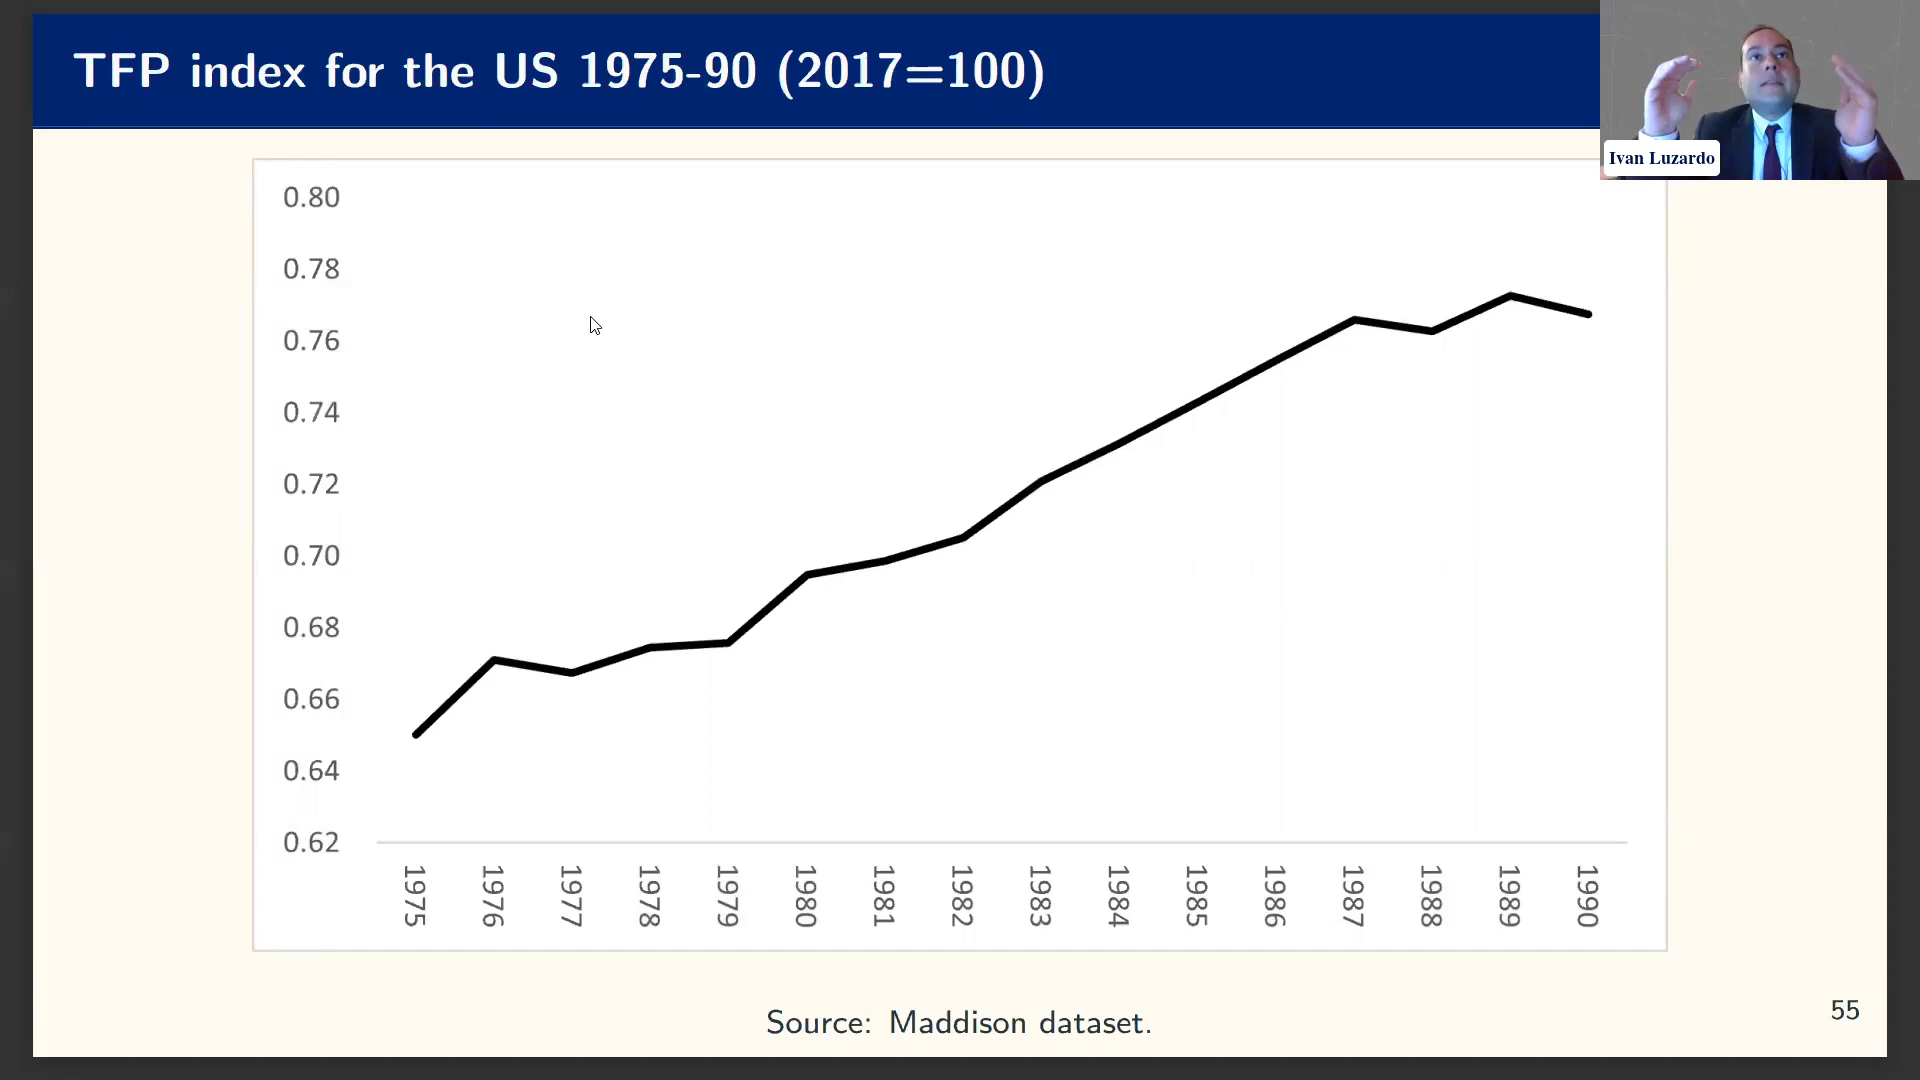 TFP index for the US 1975-90 (2017=100)
Ivan Luzardo
0.80
0.78
0.76
0.74
0.72
0.70
0.68
0.66
0.64
0.62
1975 1976 1977 1978 1979 1980 1981 1982 1983 1984 1985 1986 1987 1988 1989 1990
Source: Maddison dataset.
55